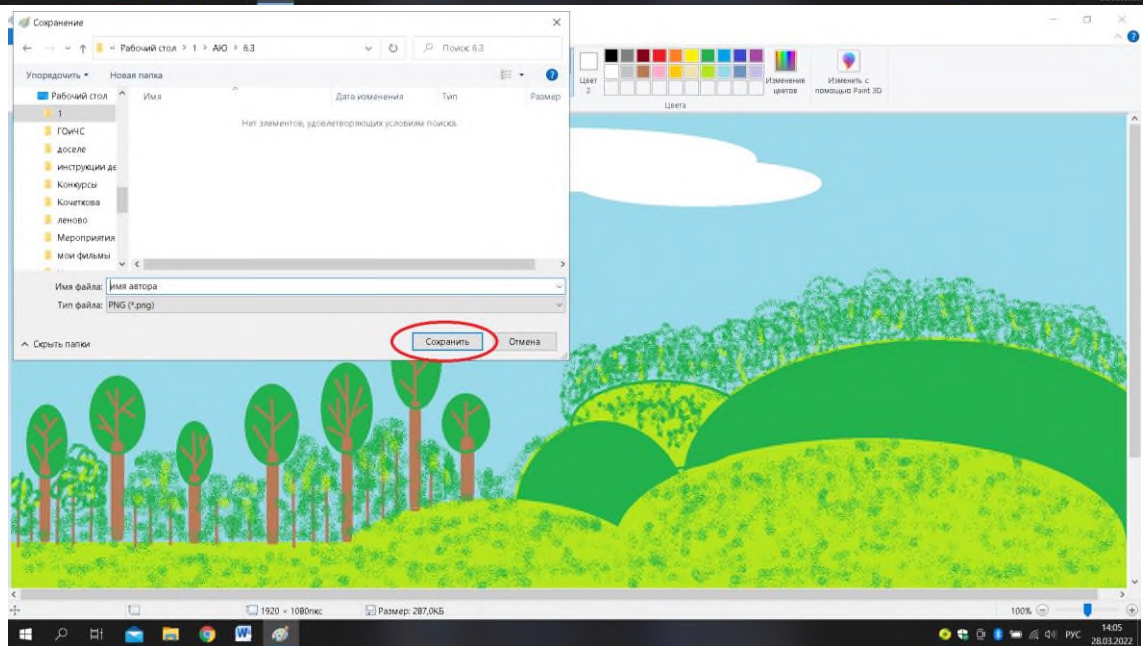 Сохранение
« Рабочий стол > 1 > АЮ > 6.3
Поиск 6.3
Упорядочить
Новая папка
Рабочий стол
Имя
Дата изменения
Тип
Размер
1
Нет элементов, удовлетворяющих условиям поиска.
ГОиЧС
доселе
инструкции де
Конкурсы
Кочеткова
леново
Мероприятия
мои фильмы
Имя файла: имя автора
Тип файла: PNG (*.png)
Скрыть папки
Сохранить
Отмена
Цвет
2
Изменение
цветов
Изменить с
помощью Paint 3D
Цвета
1920 × 1080пкс
Размер: 287,0КБ
100%
РУС
14:05
28.03.2022